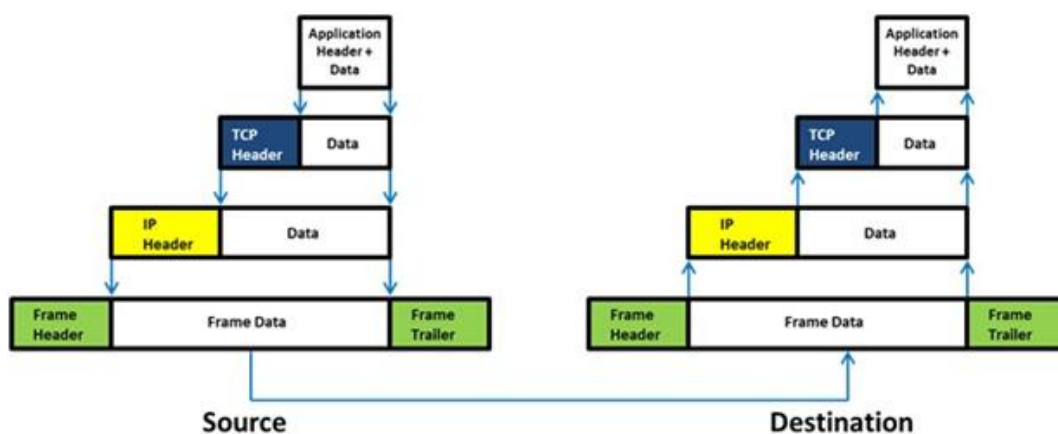 Application
Header +
Data
TCP
Header
Data
IP
Header
Data
Frame
Header
Frame Data
Frame
Trailer
Source
Application
Header +
Data
TCP
Header
Data
IP
Header
Data
Frame
Header
Frame Data
Frame
Trailer
Destination